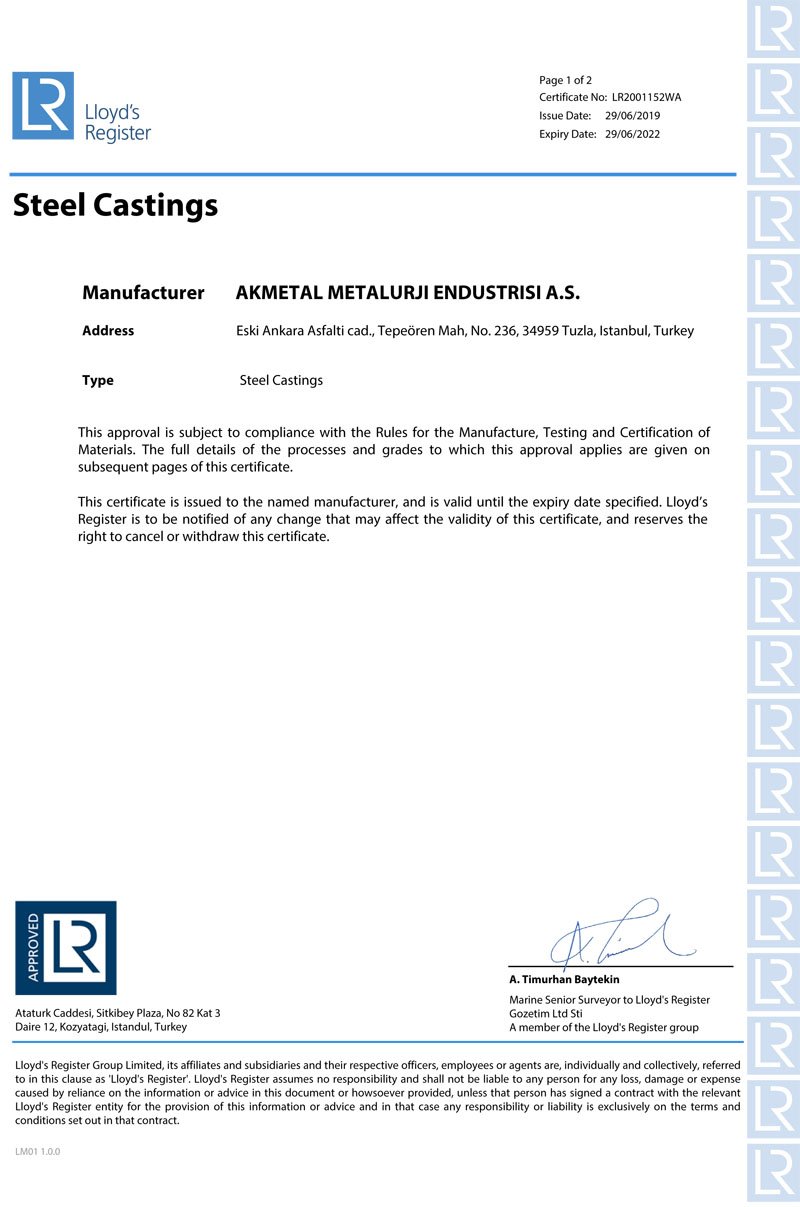 LR
Lloyd's
Register
Page 1 of 2
Certificate No: LR2001152WA
Issue Date: 29/06/2019
Expiry Date: 29/06/2022
Steel Castings
Manufacturer AKMETAL METALURJI ENDUSTRISI A.S.
Address Eski Ankara Asfalti cad., Tepeören Mah, No. 236, 34959 Tuzla, Istanbul, Turkey
Type Steel Castings
This approval is subject to compliance with the Rules for the Manufacture, Testing and Certification of
Materials. The full details of the processes and grades to which this approval applies are given on
subsequent pages of this certificate.
This certificate is issued to the named manufacturer, and is valid until the expiry date specified. Lloyd's
Register is to be notified of any change that may affect the validity of this certificate, and reserves the
right to cancel or withdraw this certificate.
APPROVED
LR
Ataturk Caddesi, Sitkibey Plaza, No 82 Kat 3
Daire 12, Kozyatagi, Istandul, Turkey
A. Timurhan Baytekin
Marine Senior Surveyor to Lloyd's Register
Gozetim Ltd Sti
A member of the Lloyd's Register group
Lloyd's Register Group Limited, its affiliates and subsidiaries and their respective officers, employees or agents are, individually and collectively, referred
to in this clause as 'Lloyd's Register'. Lloyd's Register assumes no responsibility and shall not be liable to any person for any loss, damage or expense
caused by reliance on the information or advice in this document or howsoever provided, unless that person has signed a contract with the relevant
Lloyd's Register entity for the provision of this information or advice and in that case any responsibility or liability is exclusively on the terms and
conditions set out in that contract.
LM01 1.0.0